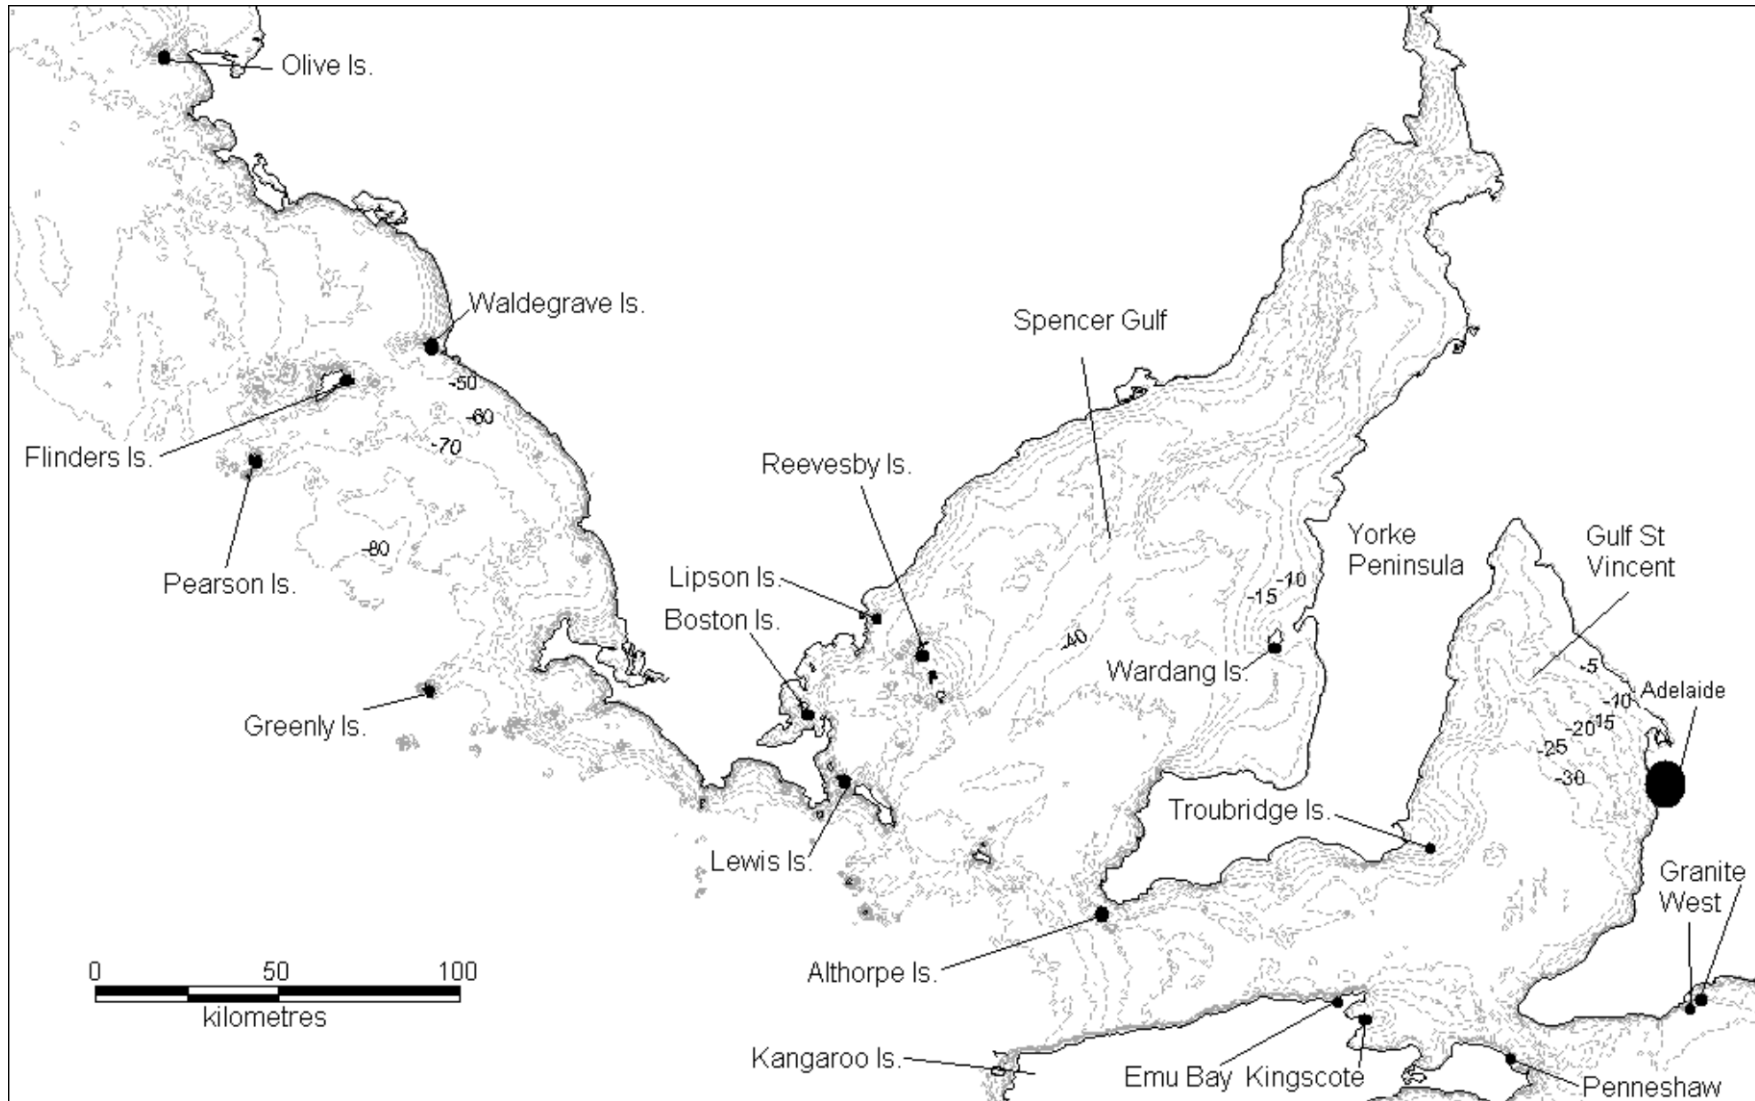 Olive Is.
Waldegrave Is.
Spencer Gulf
-50
-60
-70
Flinders Is.
Reevesby Is.
Pearson Is.
-80
Yorke
Peninsula
Gulf St
Vincent
Lipson Is.
Boston Is.
-10
-15
-40
Wardang Is.
-5
Adelaide
-10
-15
-20
-25
-30
Greenly Is.
Troubridge Is.
Lewis Is.
Granite
West
Althorpe Is.
0 50 100
kilometres
Kangaroo Is.
Emu Bay
Kingscote
Penneshaw